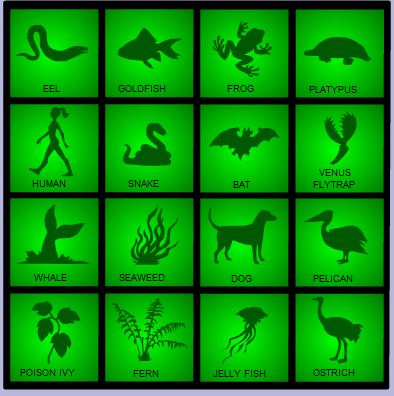 EEL
GOLDFISH
FROG
PLATYPUS
HUMAN
SNAKE
BAT
VENUS
FLYTRAP
WHALE
SEAWEED
DOG
PELICAN
POISON IVY
FERN
JELLY FISH
OSTRICH